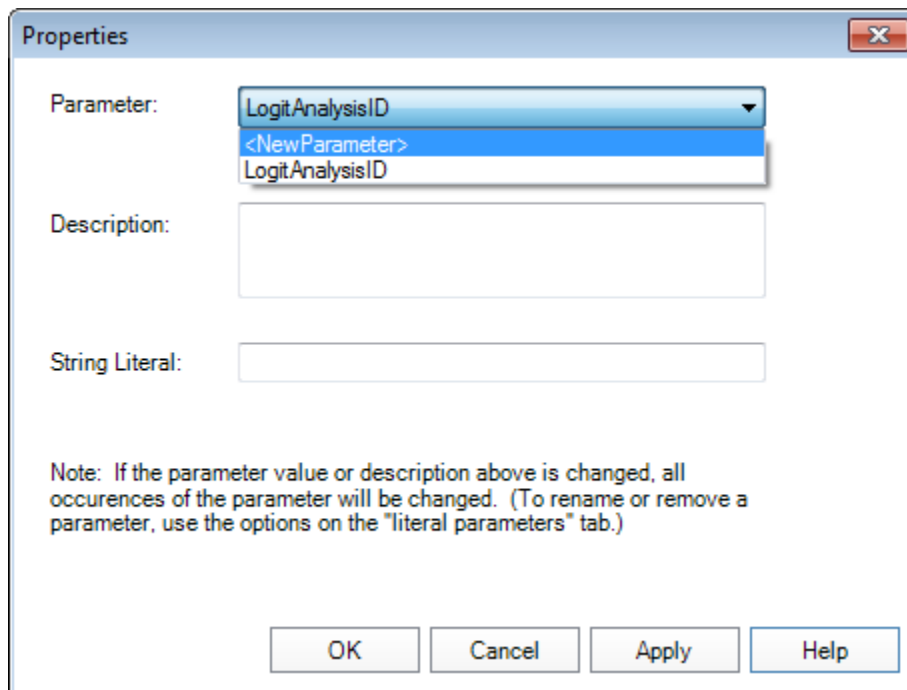 Properties
Parameter: LogitAnalysisID
<NewParameter>
LogitAnalysisID
Description:
String Literal:
Note: If the parameter value or description above is changed, all
occurences of the parameter will be changed. (To rename or remove a
parameter, use the options on the "literal parameters" tab.)
OK Cancel Apply Help